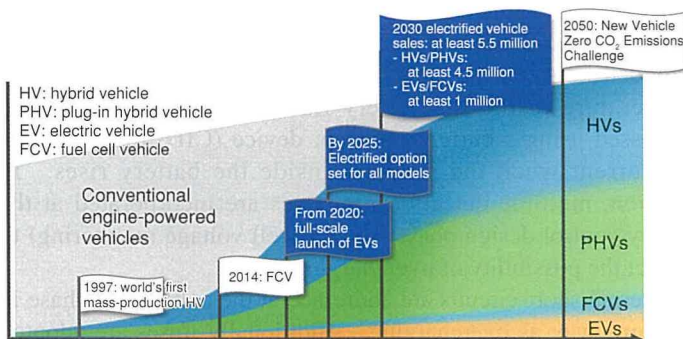 HV: hybrid vehicle
PHV: plug-in hybrid vehicle
EV: electric vehicle
FCV: fuel cell vehicle
Conventional
engine-powered
vehicles
1997: world's first
mass-production HV
2014: FCV
From 2020:
full-scale
launch of EVs
By 2025:
Electrified option
set for all models
2030 electrified vehicle
sales: at least 5.5 million
- HVs/PHVs:
at least 4.5 million
- EVs/FCVs:
at least 1 million
2050: New Vehicle
Zero CO₂ Emissions
Challenge
HVs
PHVs
FCVs
EVs